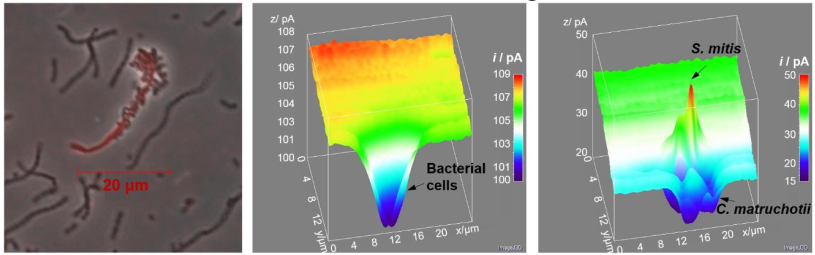 20 µm
z/ pA
108
107
106
105
104
103
102
101
100
i / pA
109
107
105
103
101
100
Bacterial
cells
0
4
8
12
y/µm
0
4
8
12
16
20
x/µm
ImageJ3D
z/ pA
50
40
30
20
i / pA
50
40
30
20
15
S. mitis
C. matruchotii
0
4
8
12
y/µm
0
4
8
12
16
20
x/µm
ImageJ3D